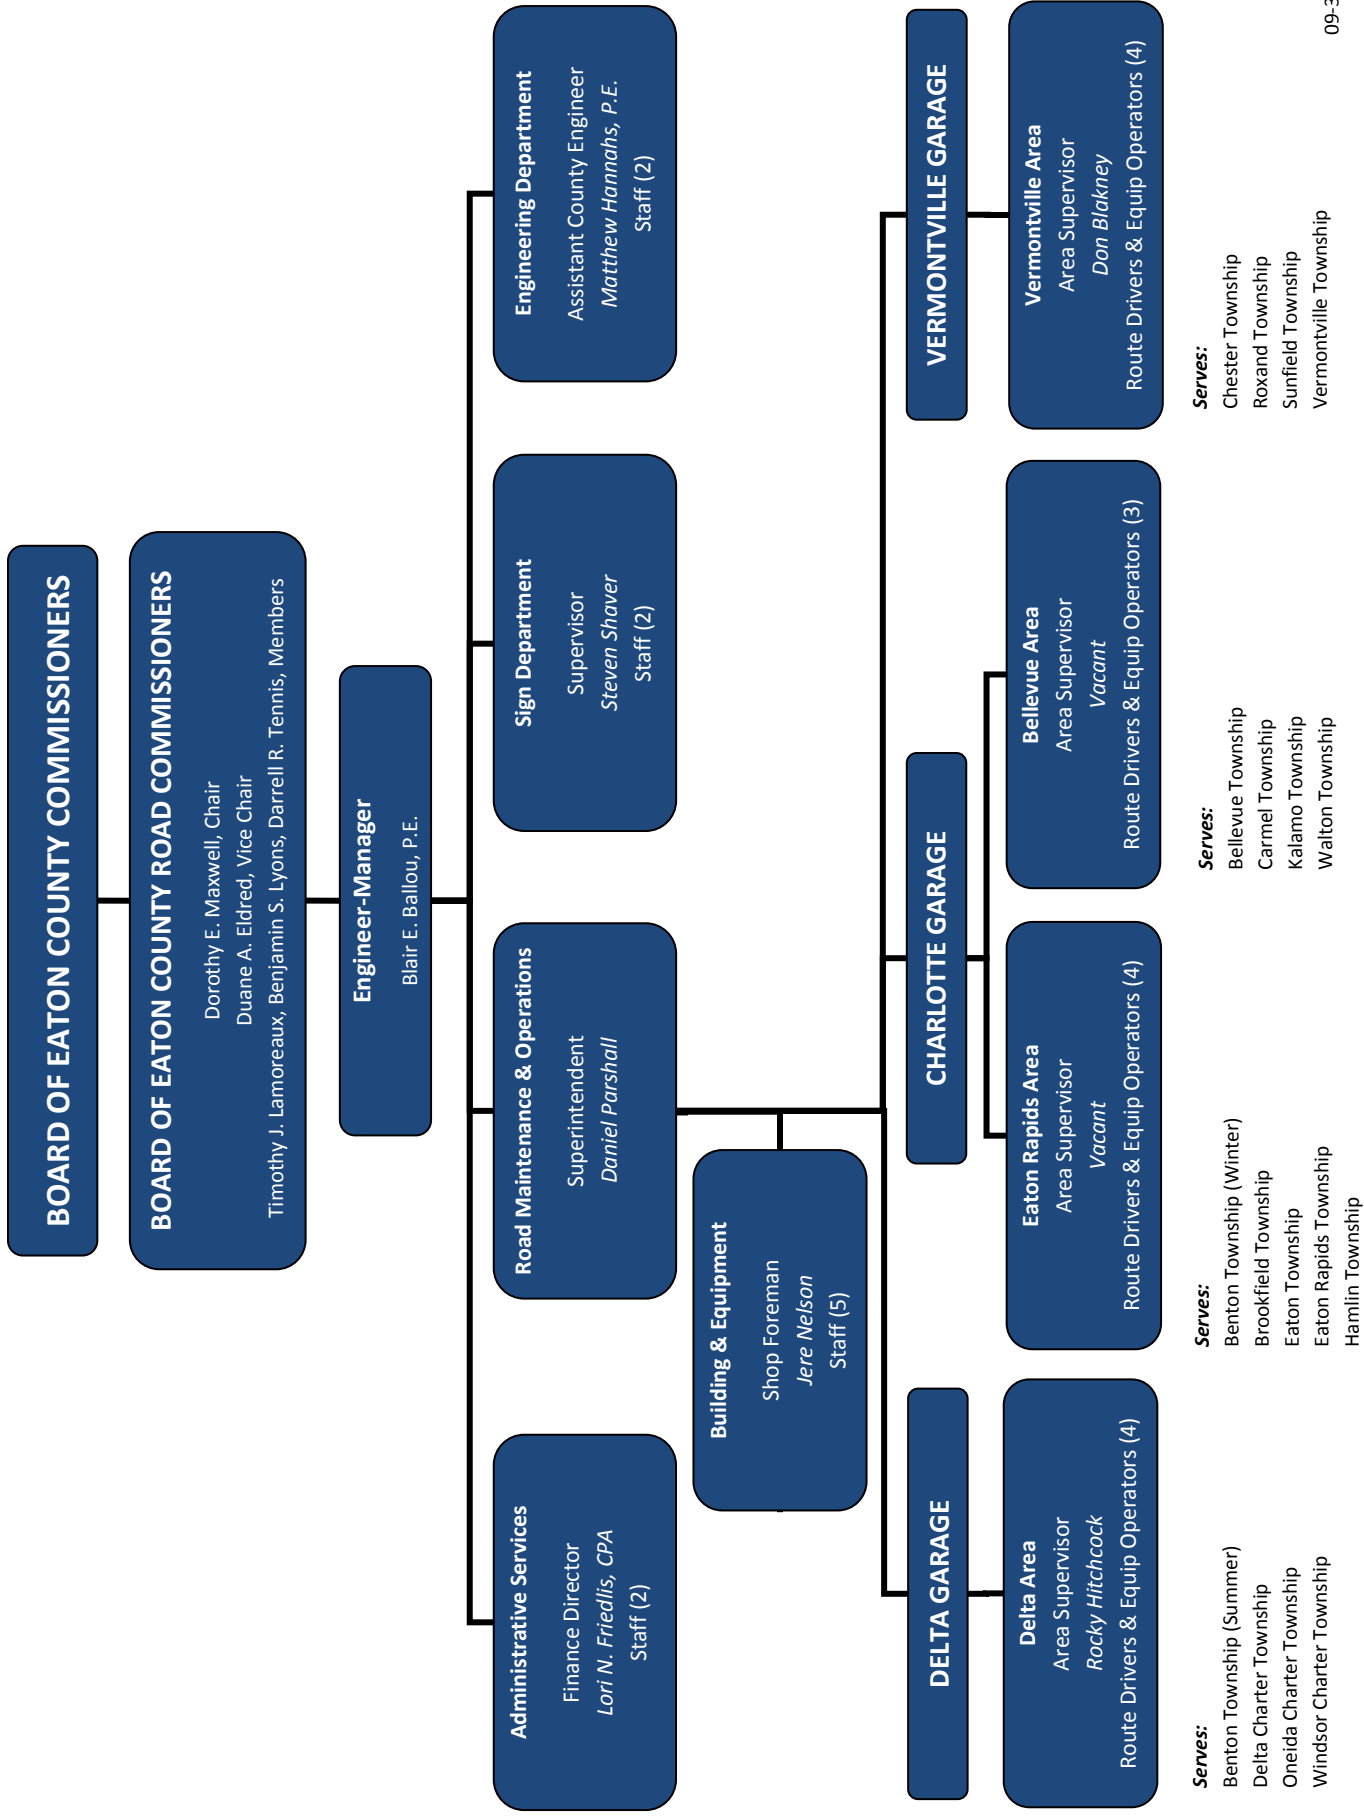 BOARD OF EATON COUNTY COMMISSIONERS
BOARD OF EATON COUNTY ROAD COMMISSIONERS
Dorothy E. Maxwell, Chair
Duane A. Eldred, Vice Chair
Timothy J. Lamoreaux, Benjamin S. Lyons, Darrell R. Tennis, Members
Engineer-Manager
Blair E. Ballou, P.E.
Administrative Services
Finance Director
Lori N. Friedlis, CPA
Staff (2)
Road Maintenance & Operations
Superintendent
Daniel Parshall
Sign Department
Supervisor
Steven Shaver
Staff (2)
Engineering Department
Assistant County Engineer
Matthew Hannahs, P.E.
Staff (2)
Building & Equipment
Shop Foreman
Jere Nelson
Staff (5)
DELTA GARAGE
Delta Area
Area Supervisor
Rocky Hitchcock
Route Drivers & Equip Operators (4)
Serves:
Benton Township (Summer)
Delta Charter Township
Oneida Charter Township
Windsor Charter Township
CHARLOTTE GARAGE
Eaton Rapids Area
Area Supervisor
Vacant
Route Drivers & Equip Operators (4)
Serves:
Benton Township (Winter)
Brookfield Township
Eaton Township
Eaton Rapids Township
Hamlin Township
Bellevue Area
Area Supervisor
Vacant
Route Drivers & Equip Operators (3)
Serves:
Bellevue Township
Carmel Township
Kalamo Township
Walton Township
VERMONTVILLE GARAGE
Vermontville Area
Area Supervisor
Don Blakney
Route Drivers & Equip Operators (4)
Serves:
Chester Township
Roxand Township
Sunfield Township
Vermontville Township